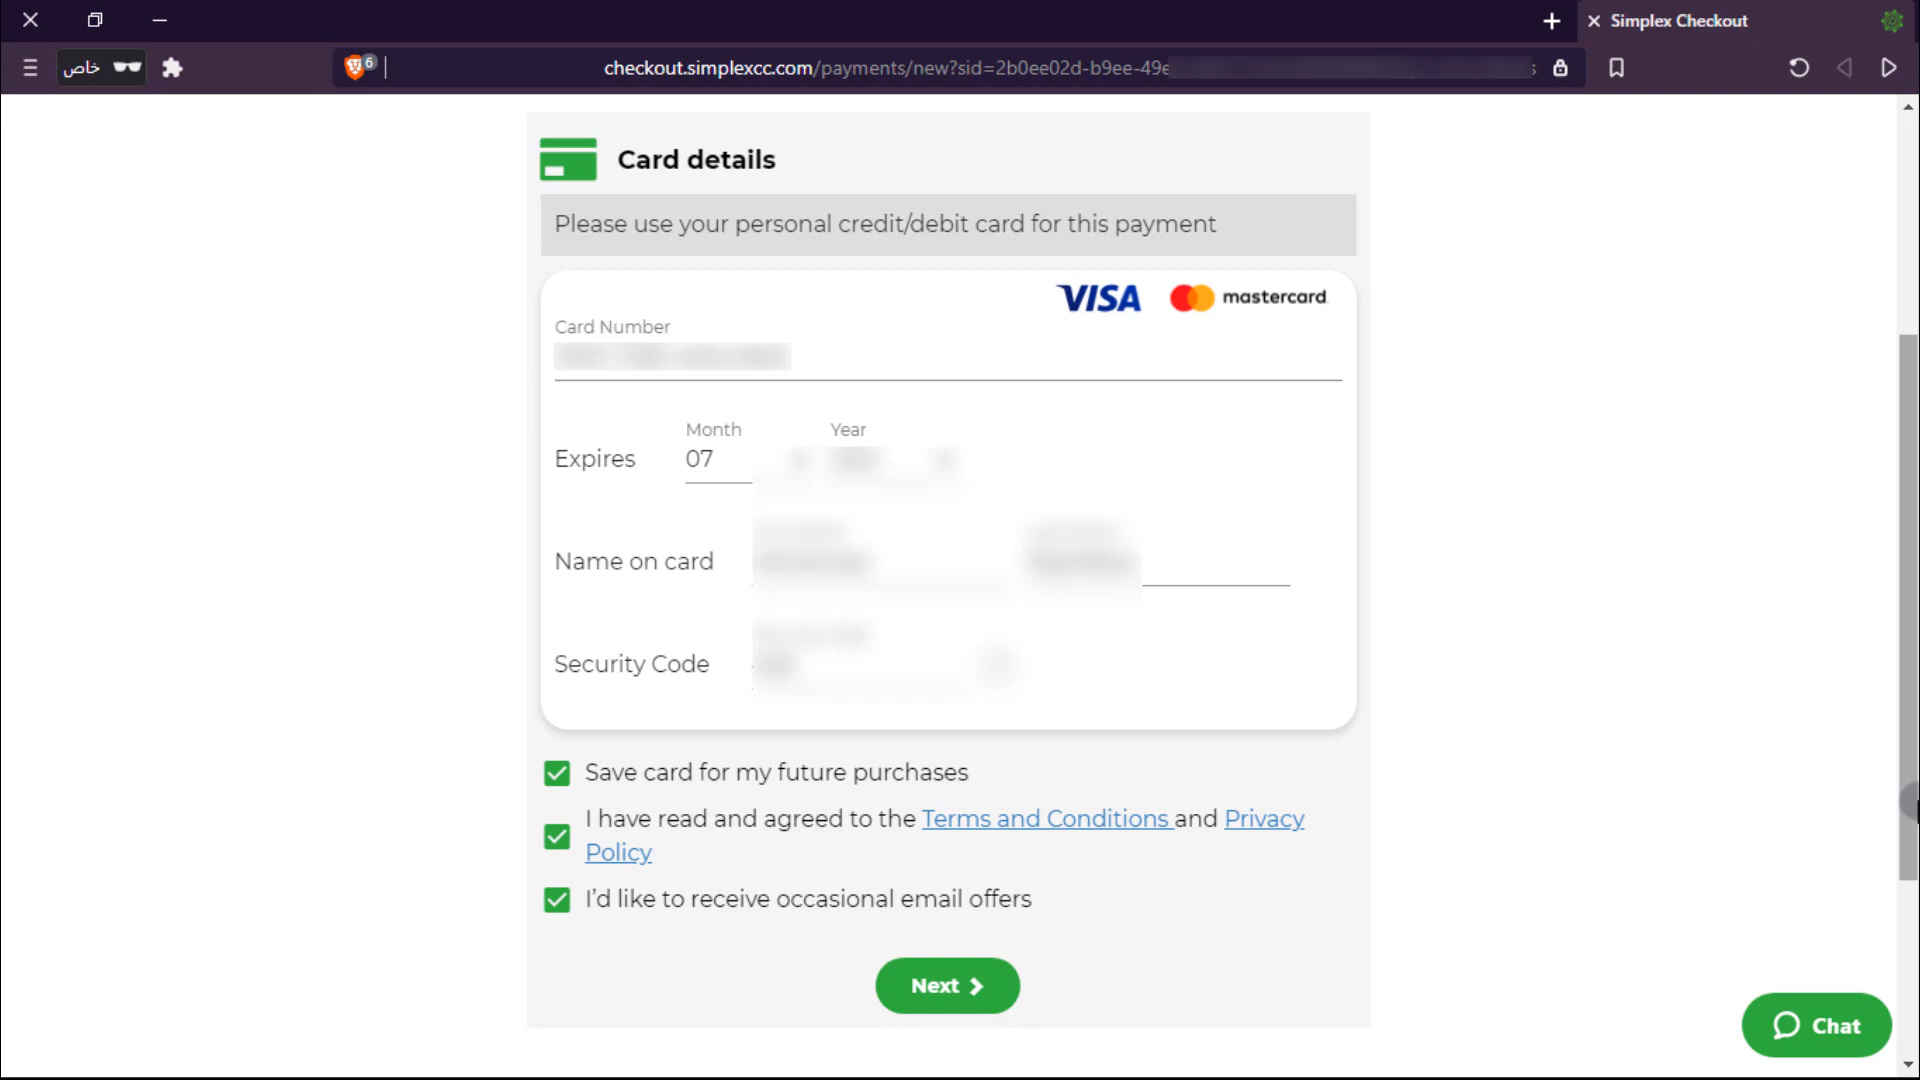 Simplex Checkout
خاص
6
checkout.simplexcc.com/payments/new?sid=2b0ee02d-b9ee-49e
Card details
Please use your personal credit/debit card for this payment
VISA mastercard
Card Number
Month Year
Expires 07
Name on card
Security Code
Save card for my future purchases
I have read and agreed to the Terms and Conditions and Privacy
Policy
I'd like to receive occasional email offers
Next
Chat